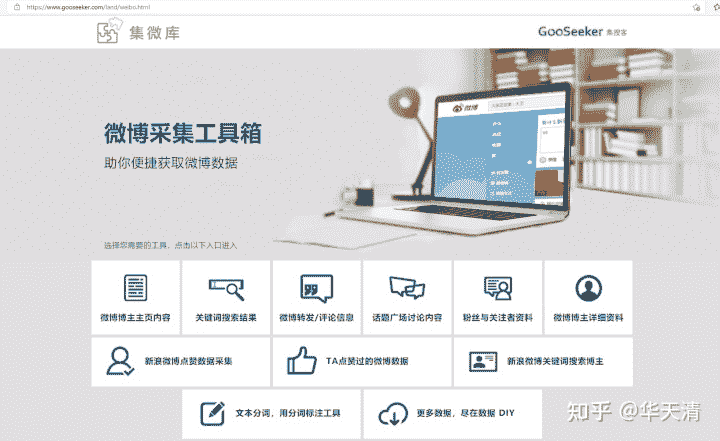 https://www.gooseeker.com/land/weibo.html
集微库
GooSeeker 集搜客
微博采集工具箱
助你便捷获取微博数据
微博
选择您需要的工具，点击以下入口进入
微博博主主页内容
关键词搜索结果
微博转发/评论信息
话题广场讨论内容
粉丝与关注者资料
微博博主详细资料
新浪微博点赞数据采集
TA点赞过的微博数据
新浪微博关键词搜索博主
文本分词，用分词标注工具
更多数据，尽在数据 DIY
知乎 @华天清